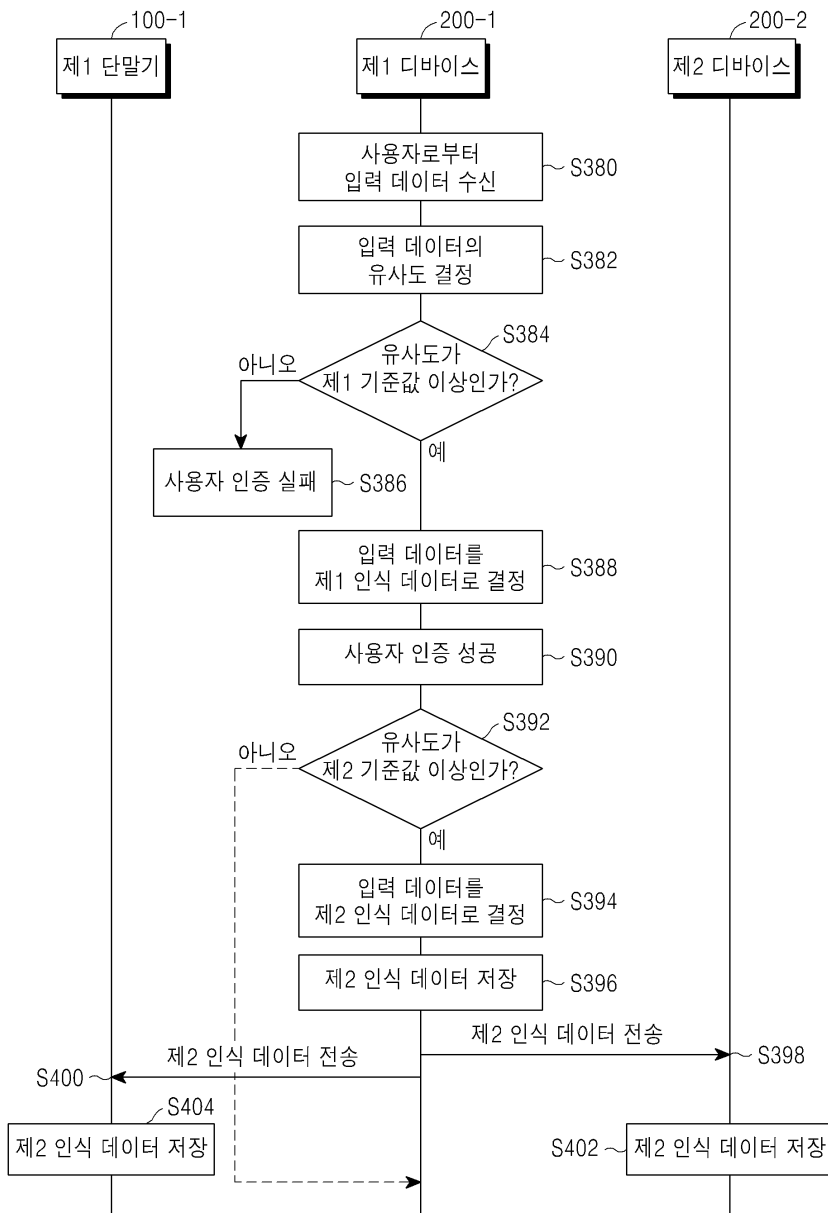 100-1
200-1
200-2
제1 단말기
제1 디바이스
제2 디바이스
사용자로부터
입력 데이터 수신
S380
입력 데이터의
유사도 결정
S382
S384
아니오
유사도가
제1 기준값 이상인가?
예
사용자 인증 실패
S386
입력 데이터를
제1 인식 데이터로 결정
S388
사용자 인증 성공
S390
S392
아니오
유사도가
제2 기준값 이상인가?
예
입력 데이터를
제2 인식 데이터로 결정
S394
제2 인식 데이터 저장
S396
제2 인식 데이터 전송
S398
제2 인식 데이터 전송
S400
S404
제2 인식 데이터 저장
S402
제2 인식 데이터 저장